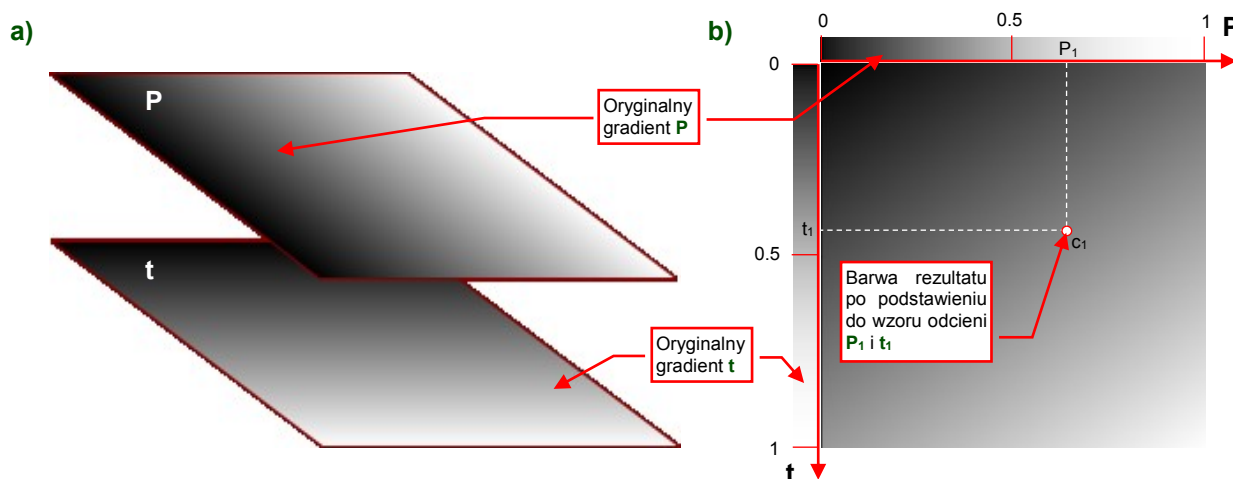 a)
P
t
Oryginalny
gradient P
Oryginalny
gradient t
b)
0
0.5
1
P
P₁
0
t₁
0.5
1
t
c₁
Barwa rezultatu
po podstawieniu
do wzoru odcieni
P₁ i t₁